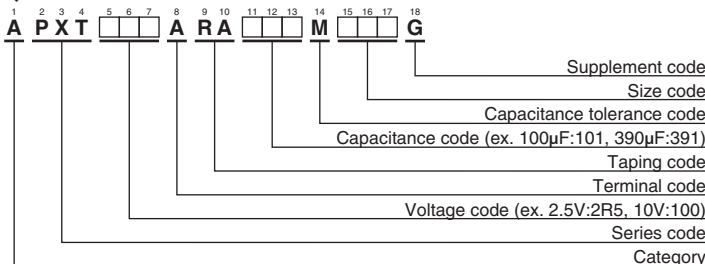 1 2 3 4 5 6 7 8 9 10 11 12 13 14 15 16 17 18
A PXT □□□ A RA □□□ M □□□ G
Supplement code
Size code
Capacitance tolerance code
Capacitance code (ex. 100µF:101, 390µF:391)
Taping code
Terminal code
Voltage code (ex. 2.5V:2R5, 10V:100)
Series code
Category